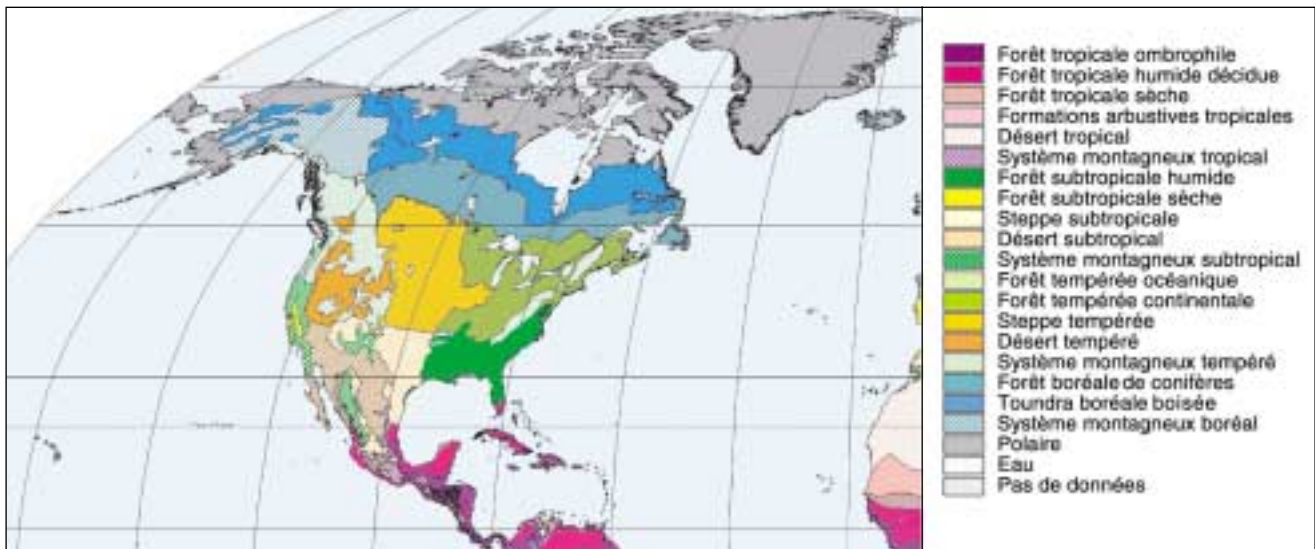 Forêt tropicale ombrophile
Forêt tropicale humide décidue
Forêt tropicale sèche
Formations arbustives tropicales
Désert tropical
Système montagneux tropical
Forêt subtropicale humide
Forêt subtropicale sèche
Steppe subtropicale
Désert subtropical
Système montagneux subtropical
Forêt tempérée océanique
Forêt tempérée continentale
Steppe tempérée
Désert tempéré
Système montagneux tempéré
Forêt boréale de conifères
Toundra boréale boisée
Système montagneux boréal
Polaire
Eau
Pas de données